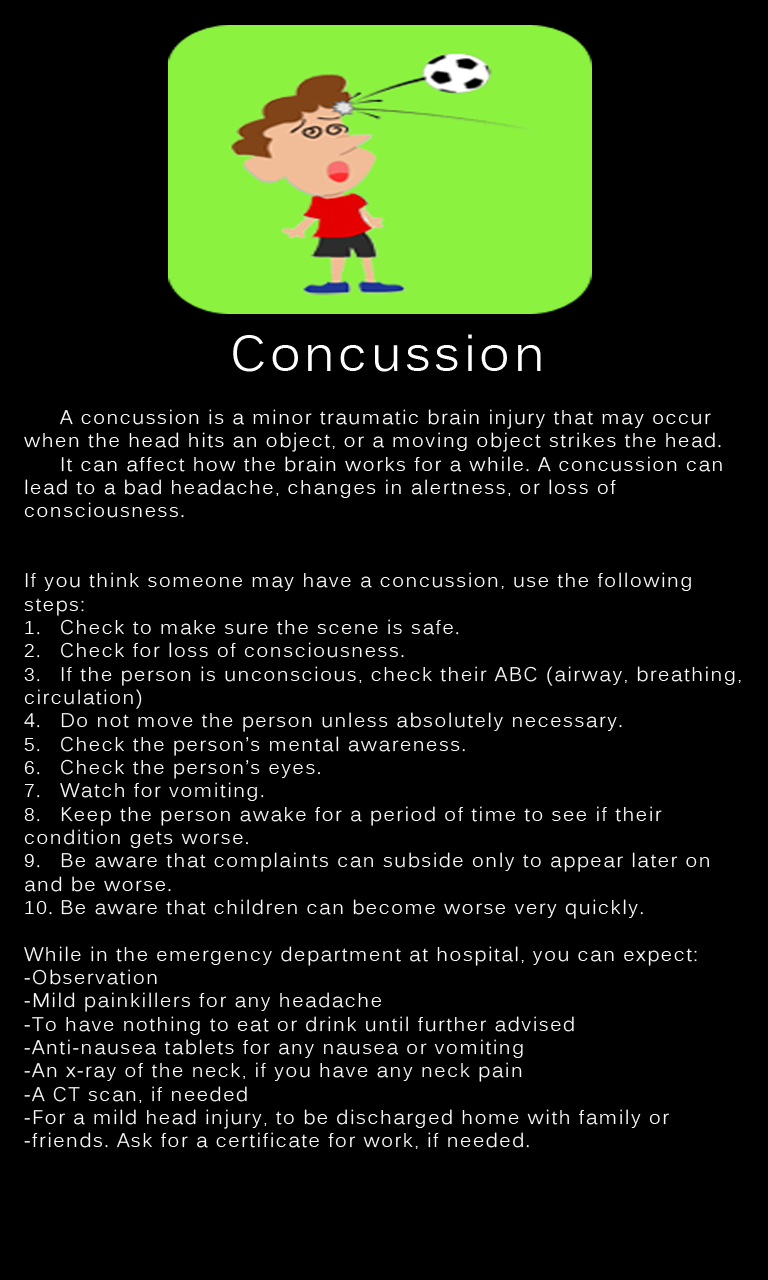 Concussion
A concussion is a minor traumatic brain injury that may occur
when the head hits an object, or a moving object strikes the head.
It can affect how the brain works for a while. A concussion can
lead to a bad headache, changes in alertness, or loss of
consciousness.
If you think someone may have a concussion, use the following
steps:
1. Check to make sure the scene is safe.
2. Check for loss of consciousness.
3. If the person is unconscious, check their ABC (airway, breathing,
circulation)
4. Do not move the person unless absolutely necessary.
5. Check the person's mental awareness.
6. Check the person's eyes.
7. Watch for vomiting.
8. Keep the person awake for a period of time to see if their
condition gets worse.
9. Be aware that complaints can subside only to appear later on
and be worse.
10. Be aware that children can become worse very quickly.
While in the emergency department at hospital, you can expect:
-Observation
-Mild painkillers for any headache
-To have nothing to eat or drink until further advised
-Anti-nausea tablets for any nausea or vomiting
-An x-ray of the neck, if you have any neck pain
-A CT scan, if needed
-For a mild head injury, to be discharged home with family or
-friends. Ask for a certificate for work, if needed.